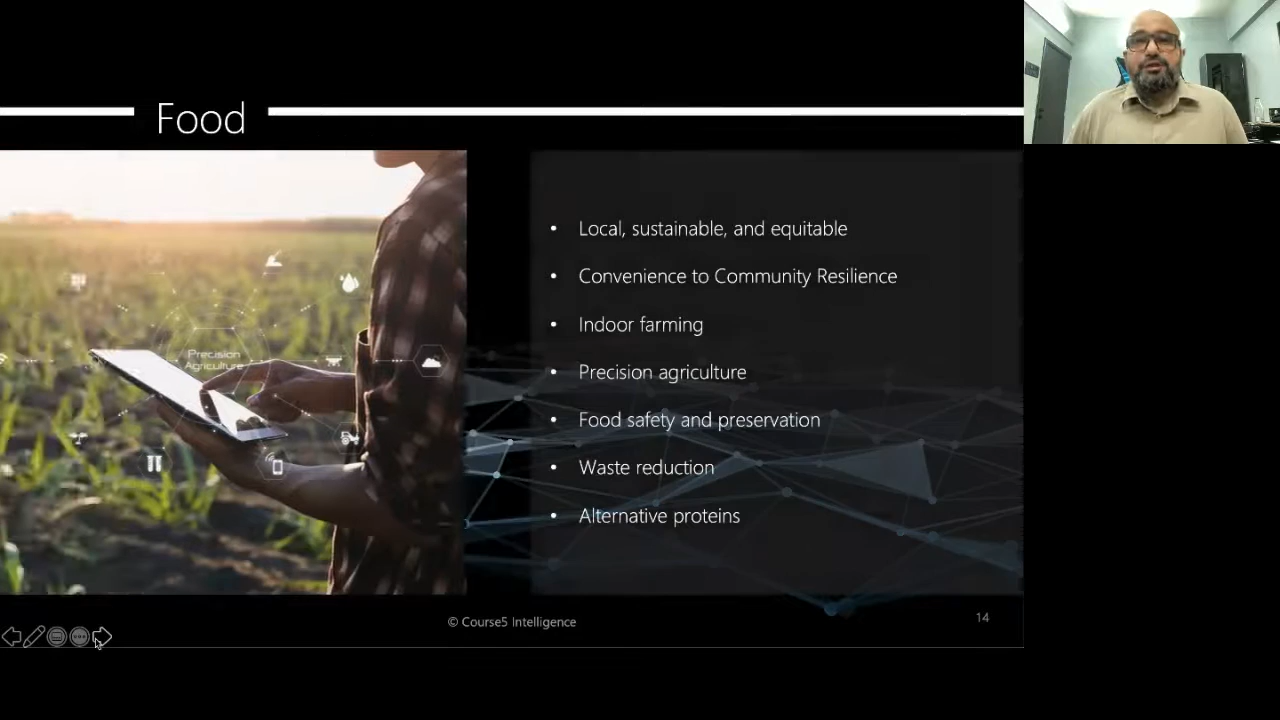 Food
Precision
Agriculture
• Local, sustainable, and equitable
• Convenience to Community Resilience
• Indoor farming
• Precision agriculture
• Food safety and preservation
• Waste reduction
• Alternative proteins
© Course5 Intelligence
14